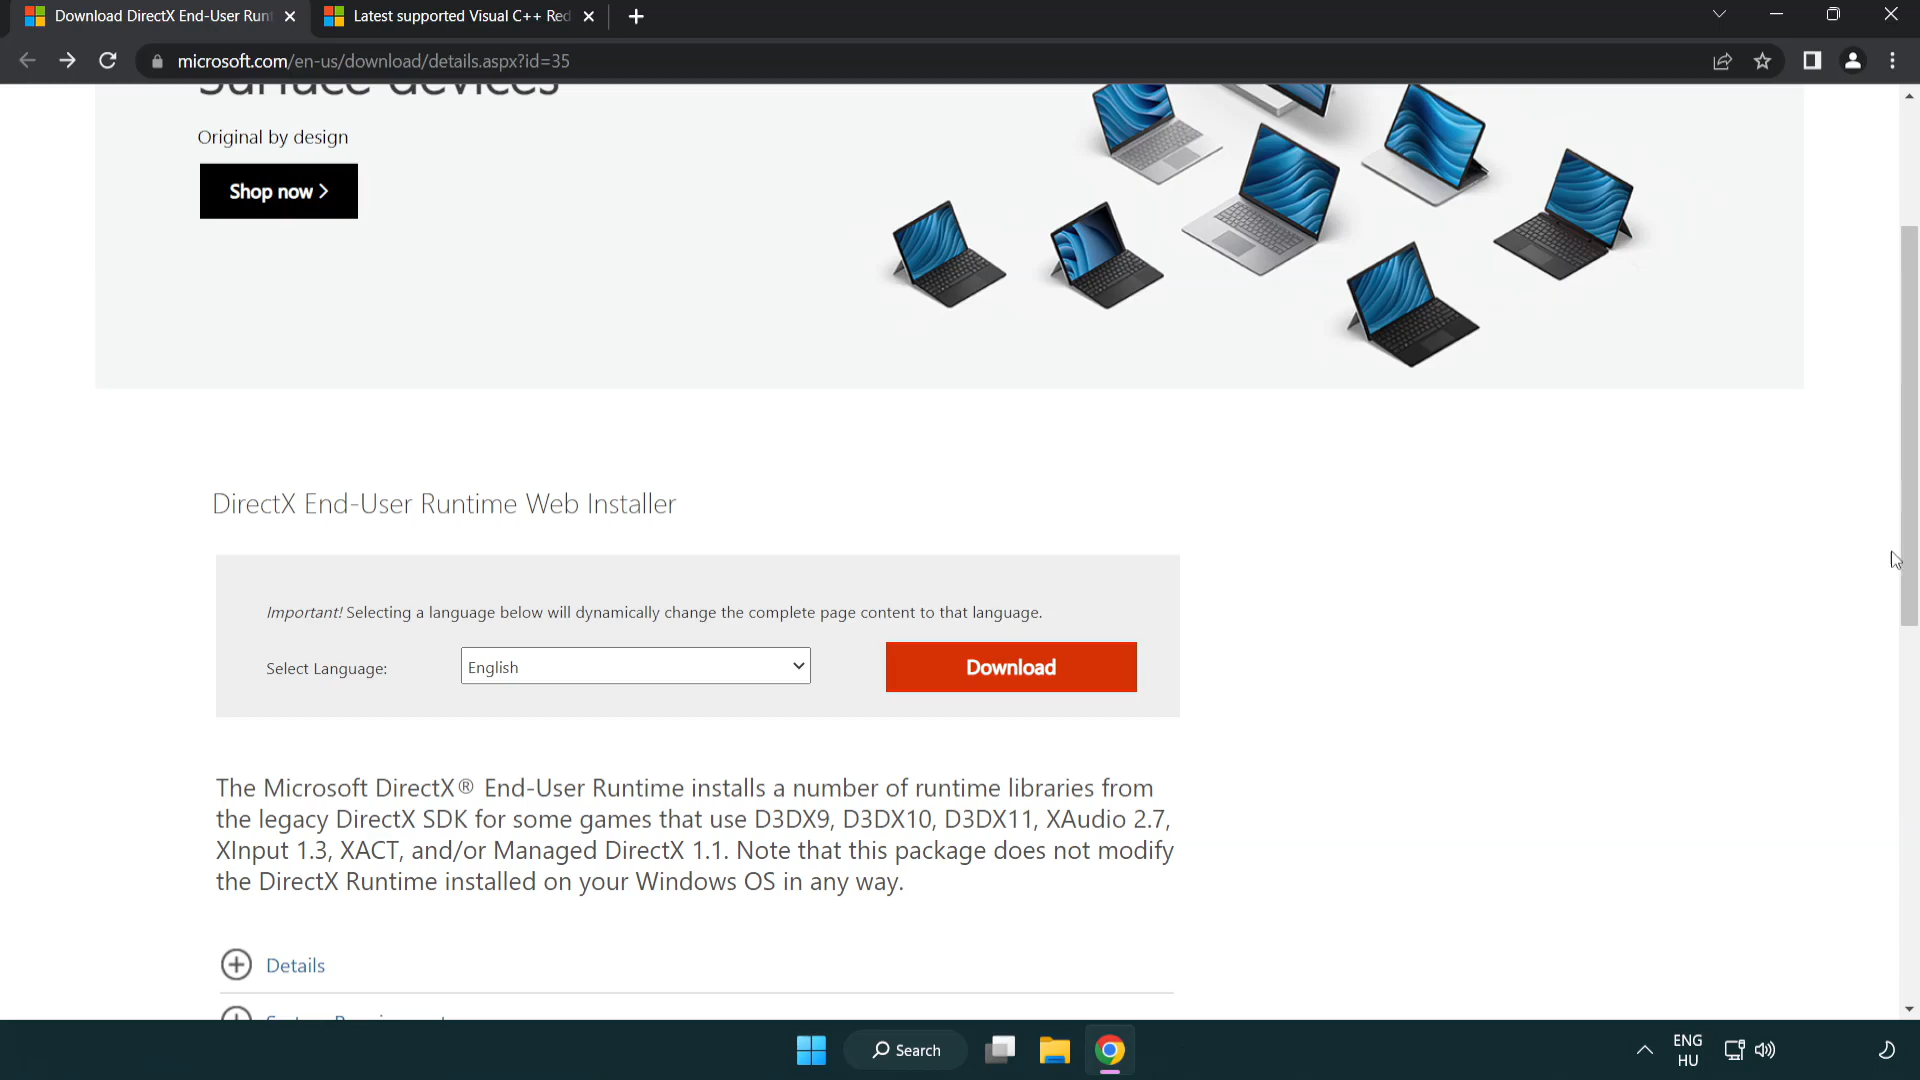 Download DirectX End-User Runt
Latest supported Visual C++ Red
microsoft.com/en-us/download/details.aspx?id=35
Surface devices
Original by design
Shop now >
DirectX End-User Runtime Web Installer
Important! Selecting a language below will dynamically change the complete page content to that language.
Select Language:
English
Download
The Microsoft DirectX® End-User Runtime installs a number of runtime libraries from
the legacy DirectX SDK for some games that use D3DX9, D3DX10, D3DX11, XAudio 2.7,
XInput 1.3, XACT, and/or Managed DirectX 1.1. Note that this package does not modify
the DirectX Runtime installed on your Windows OS in any way.
Details
Search
ENG
HU